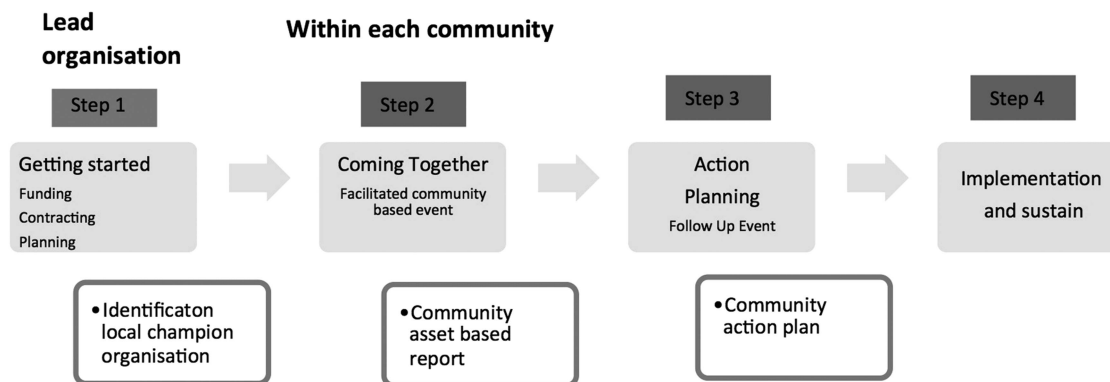 Lead
organisation
Within each community
Step 1
Step 2
Step 3
Step 4
Getting started
Funding
Contracting
Planning
Coming Together
Facilitated community
based event
Action
Planning
Follow Up Event
Implementation
and sustain
•Identificaton
local champion
organisation
•Community
asset based
report
•Community
action plan